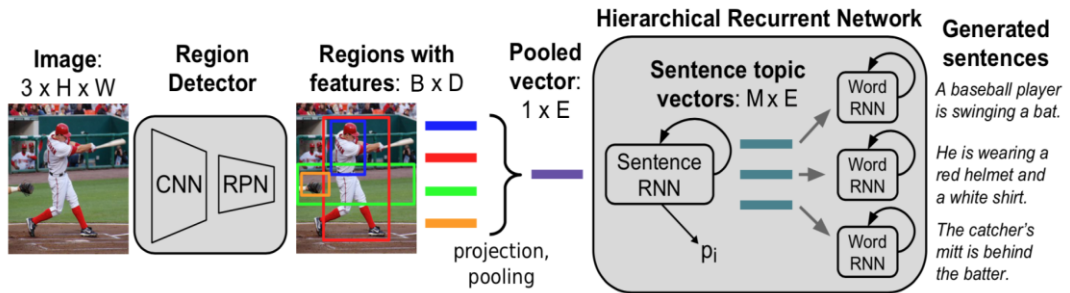 Image:
3 x H x W
Region
Detector
CNN
RPN
Regions with
features: B x D
projection,
pooling
Pooled
vector:
1 x E
Hierarchical Recurrent Network
Sentence topic
vectors: M x E
Sentence
RNN
pi
Word
RNN
Word
RNN
Word
RNN
Generated
sentences
A baseball player
is swinging a bat.
He is wearing a
red helmet and
a white shirt.
The catcher's
mitt is behind
the batter.